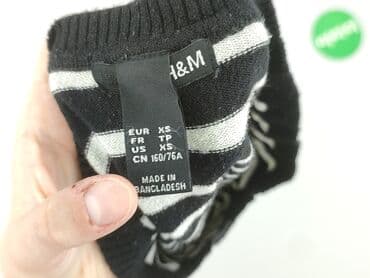 H&M
EUR XS
FR TP
US XS
CN 160/76A
MADE IN
BANGLADESH